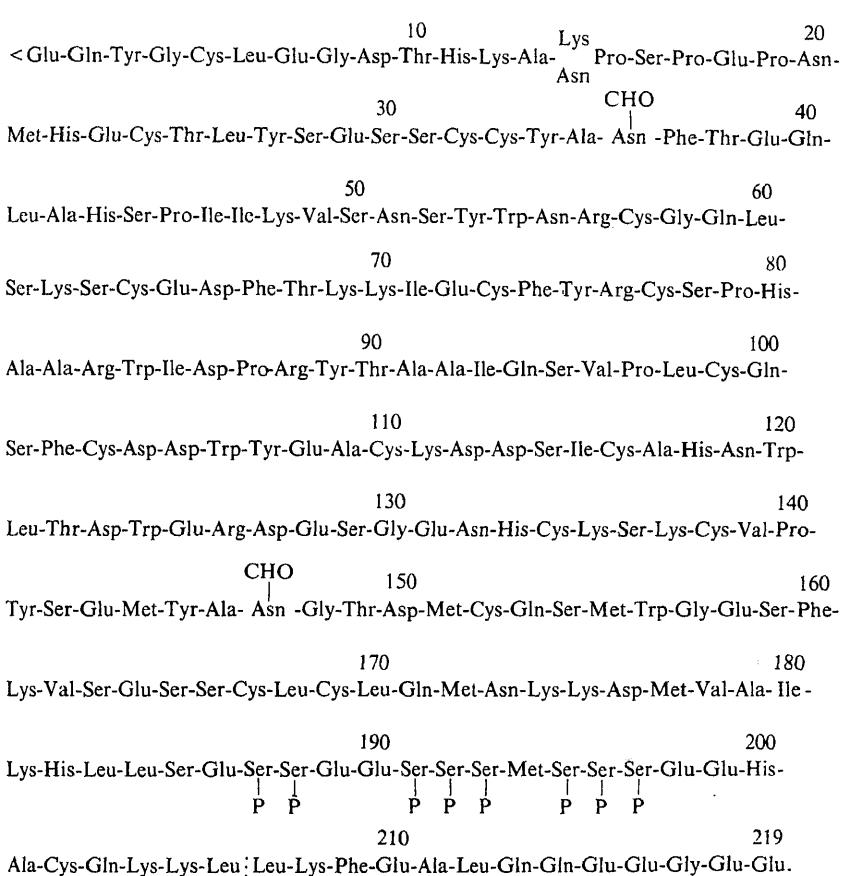 10 Lys 20
<Glu-Gln-Tyr-Gly-Cys-Leu-Glu-Gly-Asp-Thr-His-Lys-Ala- Pro-Ser-Pro-Glu-Pro-Asn-
Asn
CHO
30 40
Met-His-Glu-Cys-Thr-Leu-Tyr-Ser-Glu-Ser-Ser-Cys-Cys-Tyr-Ala- Asn -Phe-Thr-Glu-Gln-
50 60
Leu-Ala-His-Ser-Pro-Ile-Ile-Lys-Val-Ser-Asn-Ser-Tyr-Trp-Asn-Arg-Cys-Gly-Gln-Leu-
70 80
Ser-Lys-Ser-Cys-Glu-Asp-Phe-Thr-Lys-Lys-Ile-Glu-Cys-Phe-Tyr-Arg-Cys-Ser-Pro-His-
90 100
Ala-Ala-Arg-Trp-Ile-Asp-Pro-Arg-Tyr-Thr-Ala-Ala-Ile-Gln-Ser-Val-Pro-Leu-Cys-Gln-
110 120
Ser-Phe-Cys-Asp-Asp-Trp-Tyr-Glu-Ala-Cys-Lys-Asp-Asp-Ser-Ile-Cys-Ala-His-Asn-Trp-
130 140
Leu-Thr-Asp-Trp-Glu-Arg-Asp-Glu-Ser-Gly-Glu-Asn-His-Cys-Lys-Ser-Lys-Cys-Val-Pro-
CHO 150 160
Tyr-Ser-Glu-Met-Tyr-Ala- Asn -Gly-Thr-Asp-Met-Cys-Gln-Ser-Met-Trp-Gly-Glu-Ser-Phe-
170 180
Lys-Val-Ser-Glu-Ser-Ser-Cys-Leu-Cys-Leu-Gln-Met-Asn-Lys-Lys-Asp-Met-Val-Ala- Ile -
190 200
Lys-His-Leu-Leu-Ser-Glu-Ser-Ser-Glu-Glu-Ser-Ser-Ser-Met-Ser-Ser-Ser-Glu-Glu-His-
P P P P P P P P
210 219
Ala-Cys-Gln-Lys-Lys-Leu Leu-Lys-Phe-Glu-Ala-Leu-Gln-Gln-Glu-Glu-Gly-Glu-Glu.